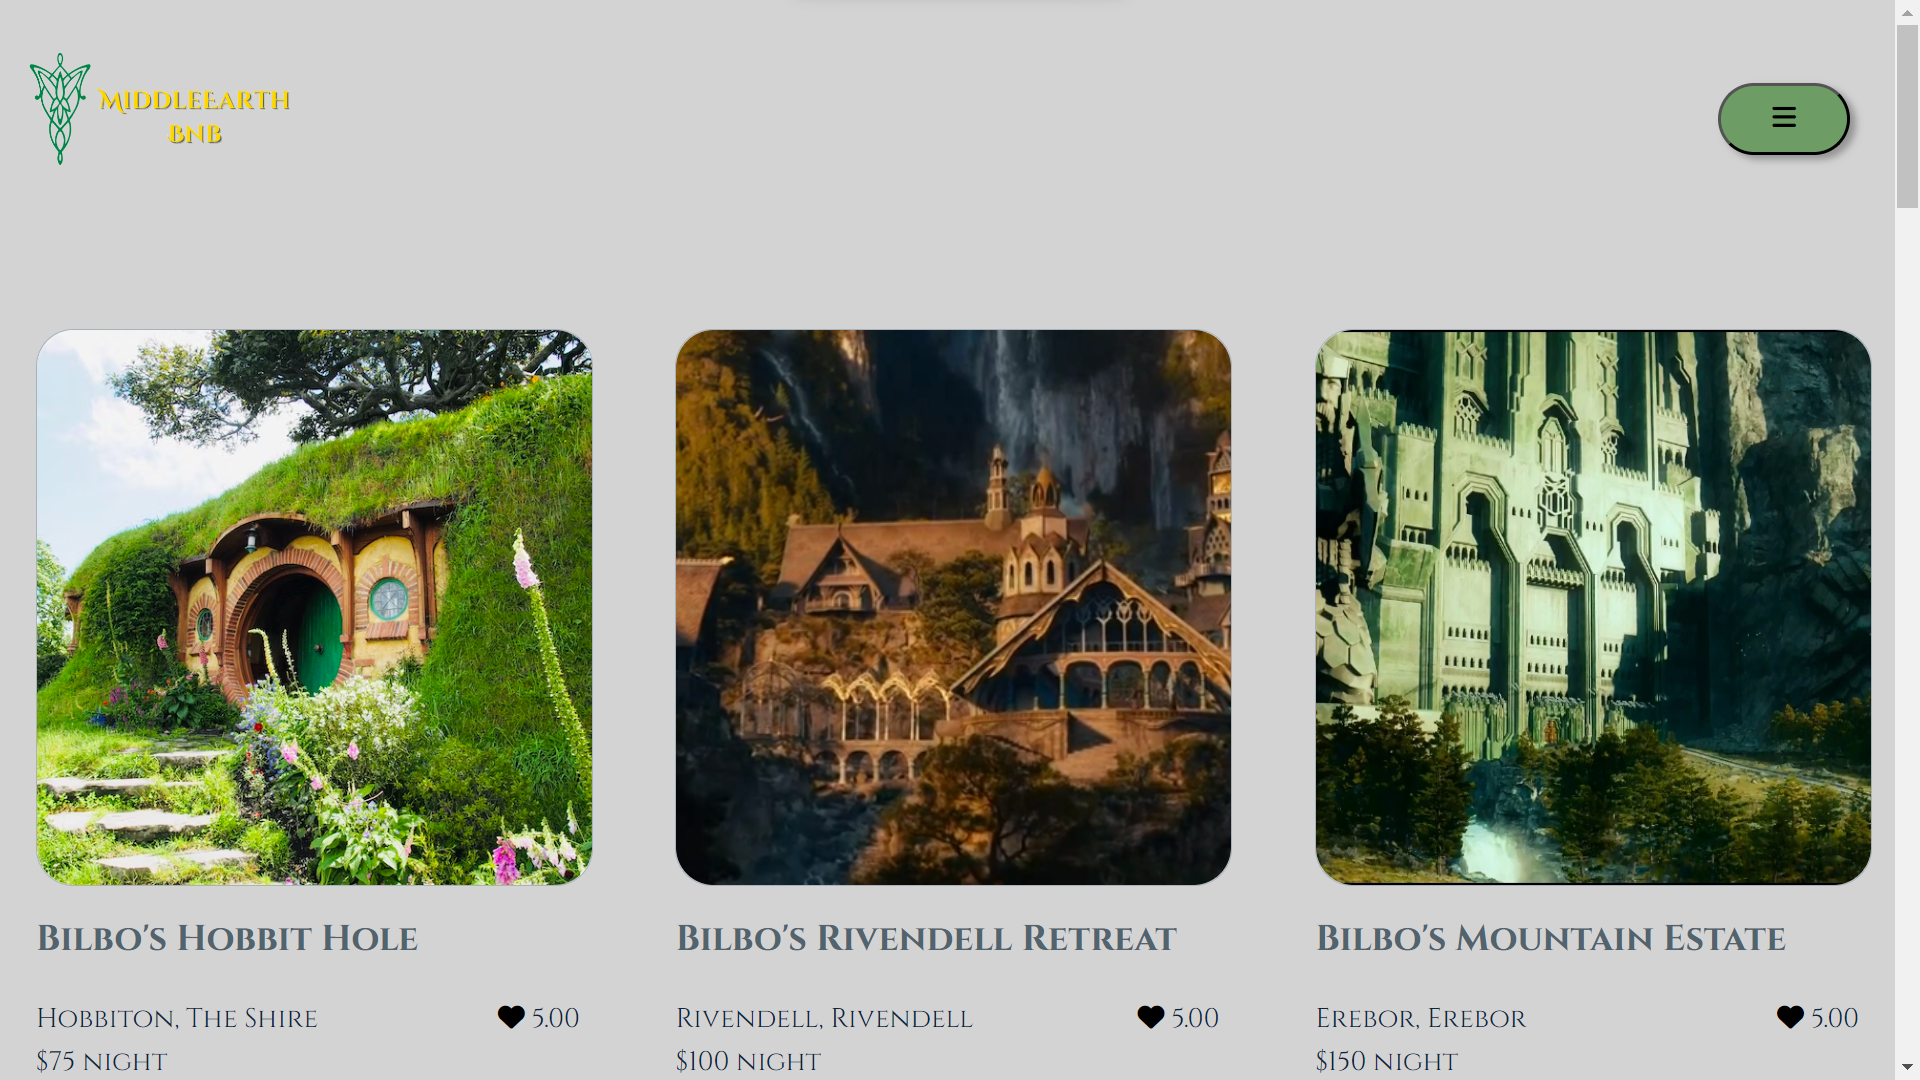 MiddleEarth
BnB
Bilbo's Hobbit Hole
Hobbiton, The Shire
5.00
$75 night
Bilbo's Rivendell Retreat
Rivendell, Rivendell
5.00
$100 night
Bilbo's Mountain Estate
Erebor, Erebor
5.00
$150 night